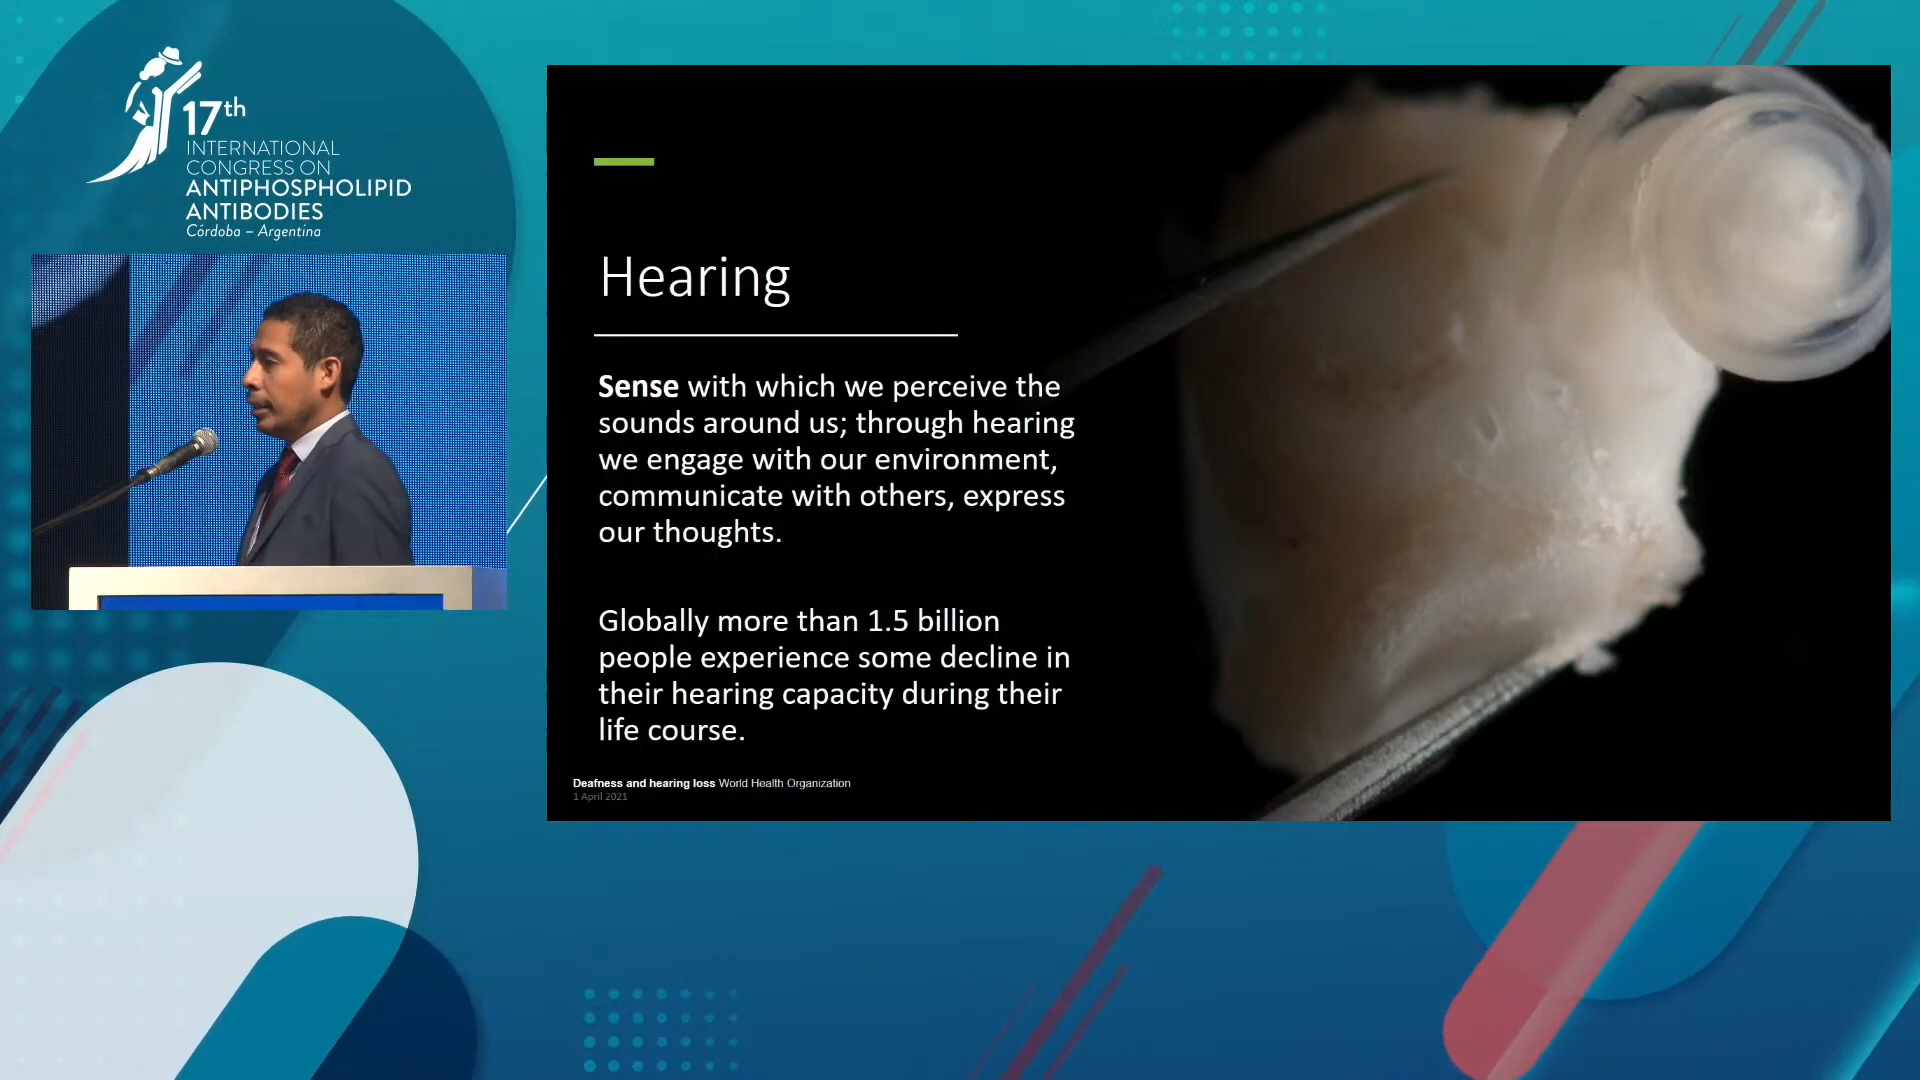 17th
INTERNATIONAL
CONGRESS ON
ANTIPHOSPHOLIPID
ANTIBODIES
Córdoba – Argentina
Hearing
Sense with which we perceive the
sounds around us; through hearing
we engage with our environment,
communicate with others, express
our thoughts.
Globally more than 1.5 billion
people experience some decline in
their hearing capacity during their
life course.
Deafness and hearing loss World Health Organization
1 April 2021